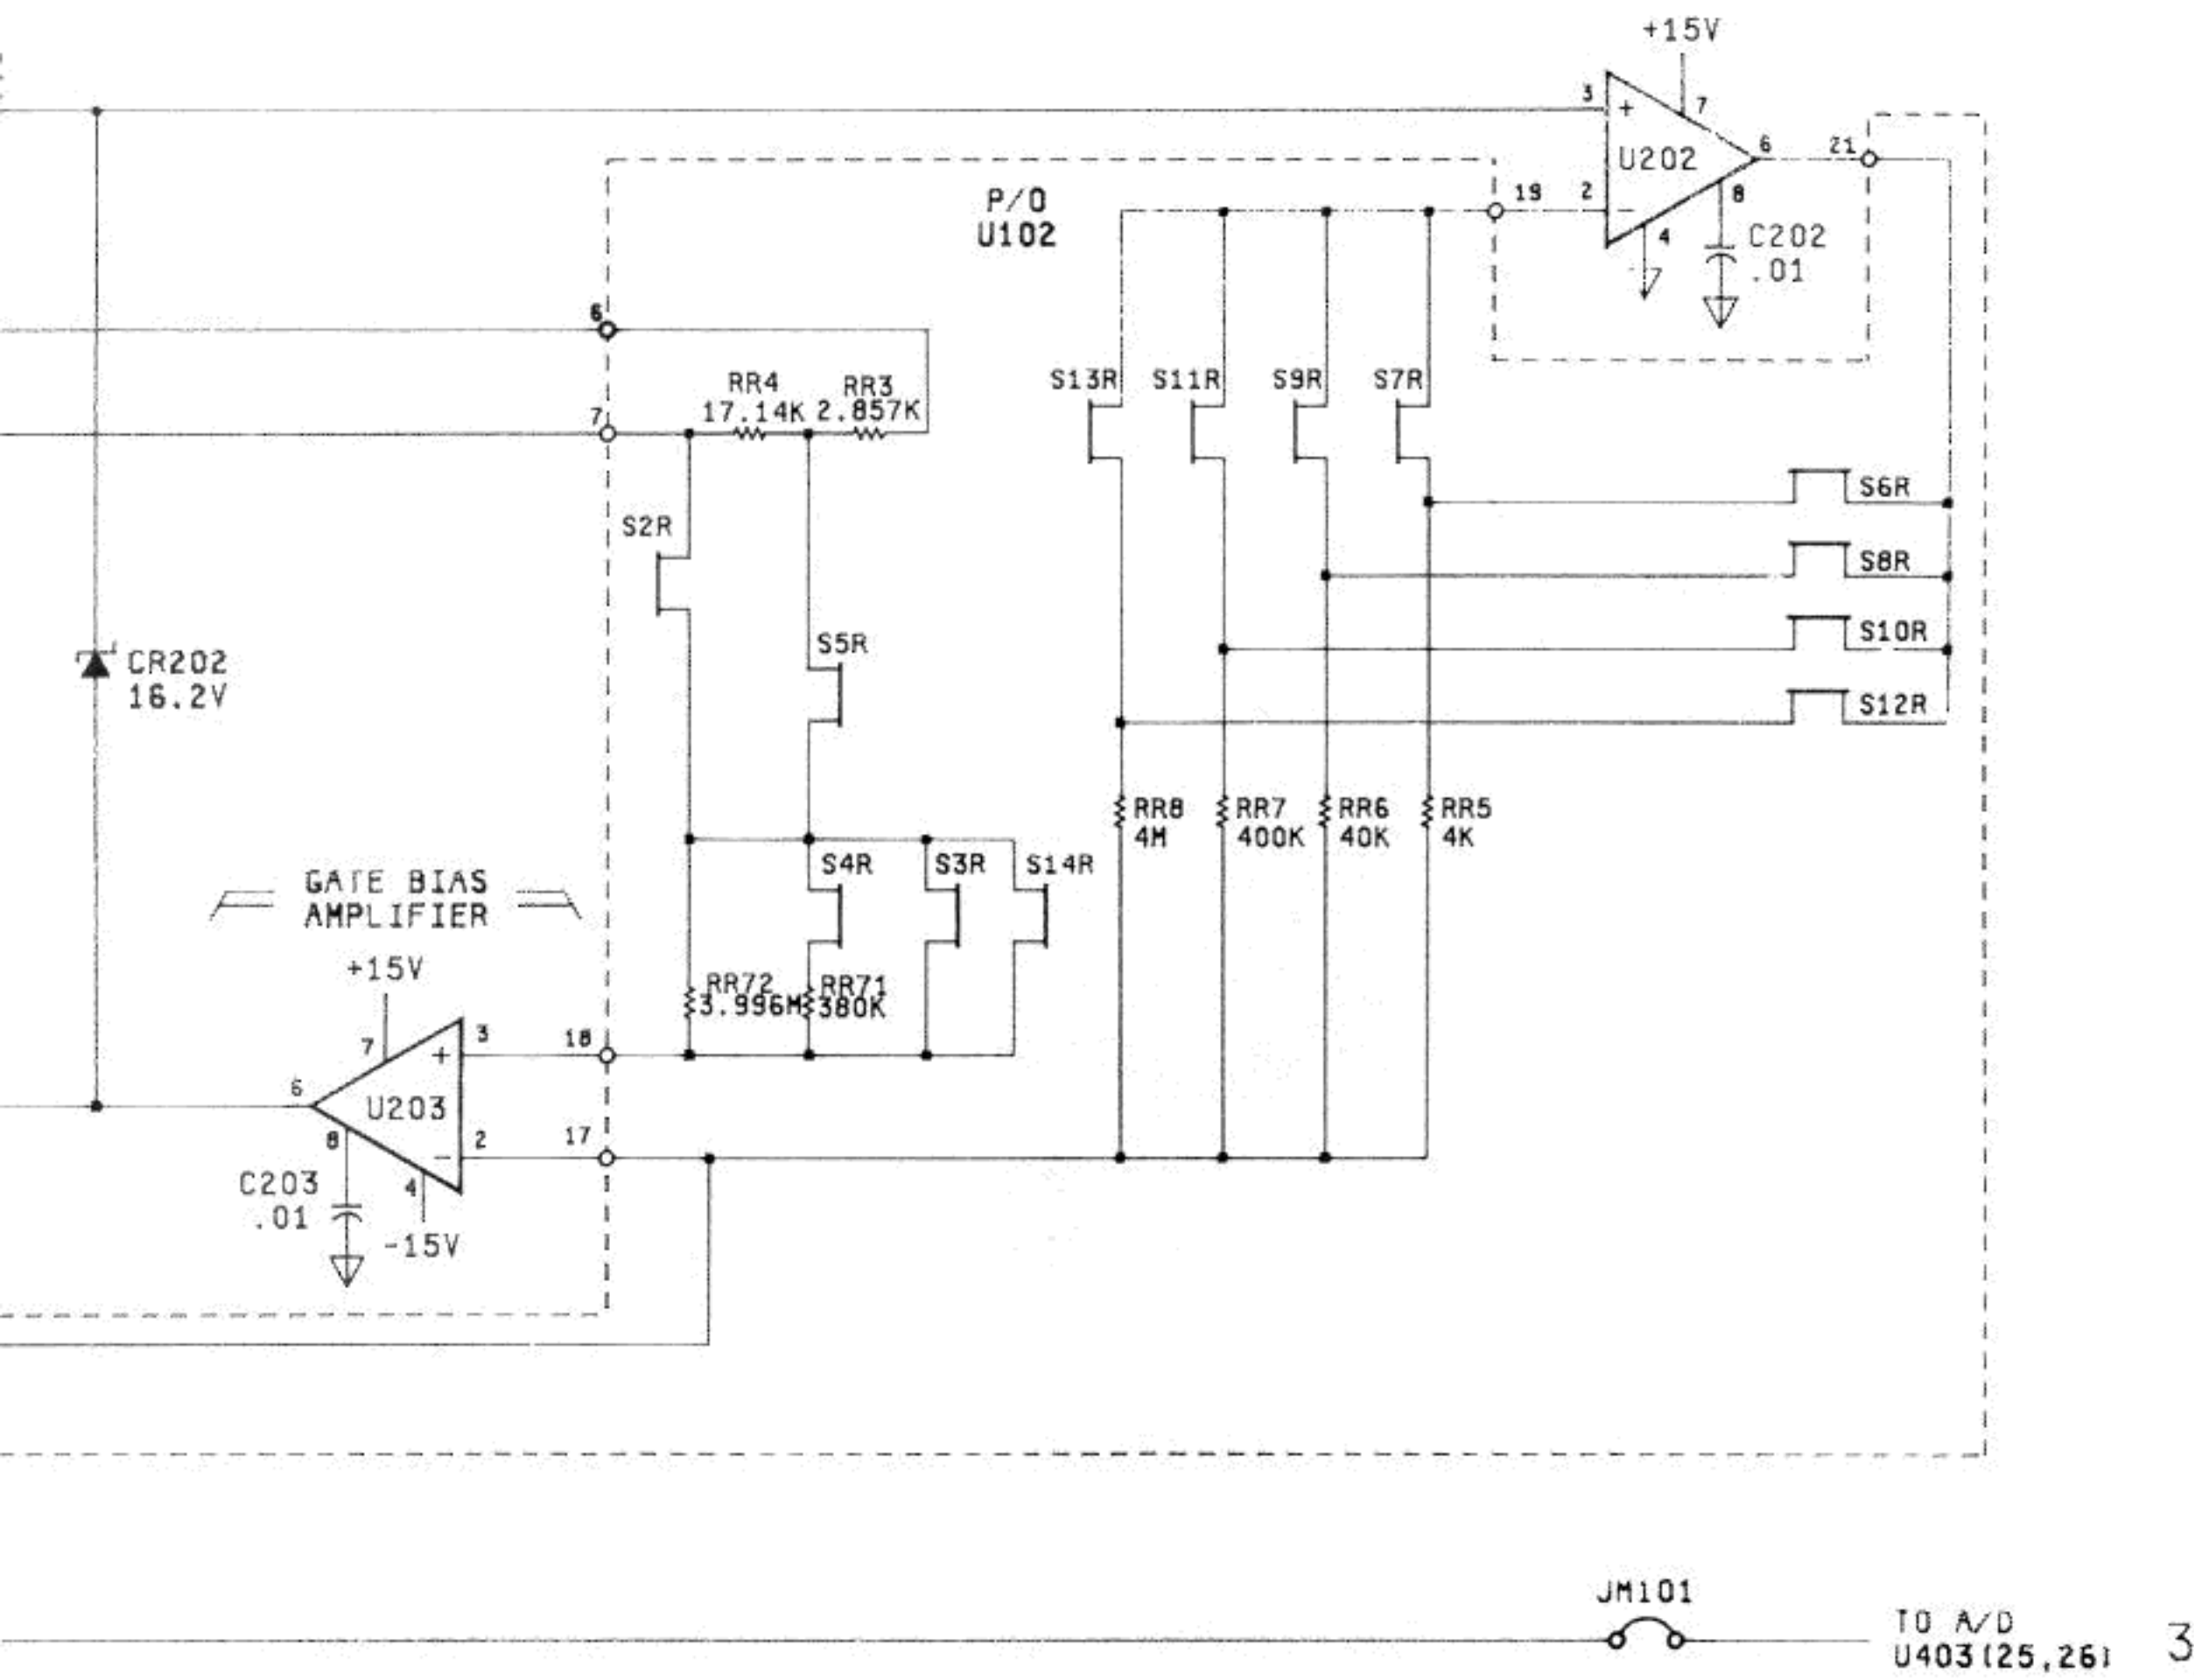 +15V
3
+
7
U202
6
21
19
2
−
8
4
C202
.01
P/O
U102
6
7
RR4
17.14K
RR3
2.857K
S13R
S11R
S9R
S7R
S6R
S8R
S10R
S12R
S2R
S5R
CR202
16.2V
RR8
4M
RR7
400K
RR6
40K
RR5
4K
S4R
S3R
S14R
GATE BIAS
AMPLIFIER
+15V
RR72
3.996M
RR71
380K
7
3
+
18
6
U203
8
2
−
17
4
C203
.01
-15V
JM101
TO A/D
U403(25,26)
3